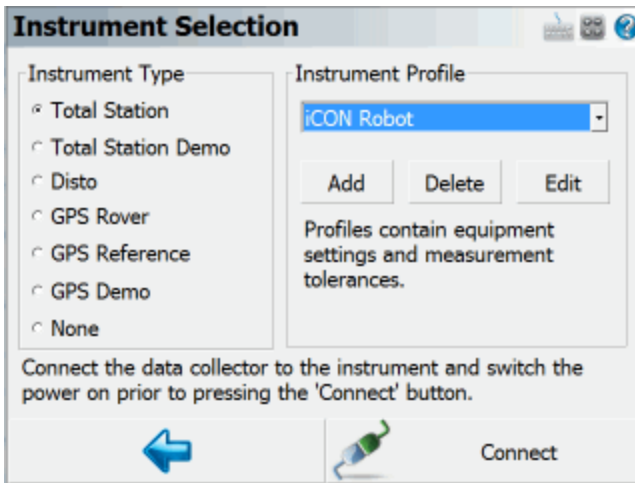 Instrument Selection
Instrument Type
Total Station
Total Station Demo
Disto
GPS Rover
GPS Reference
GPS Demo
None
Instrument Profile
iCON Robot
Add
Delete
Edit
Profiles contain equipment
settings and measurement
tolerances.
Connect the data collector to the instrument and switch the
power on prior to pressing the 'Connect' button.
Connect